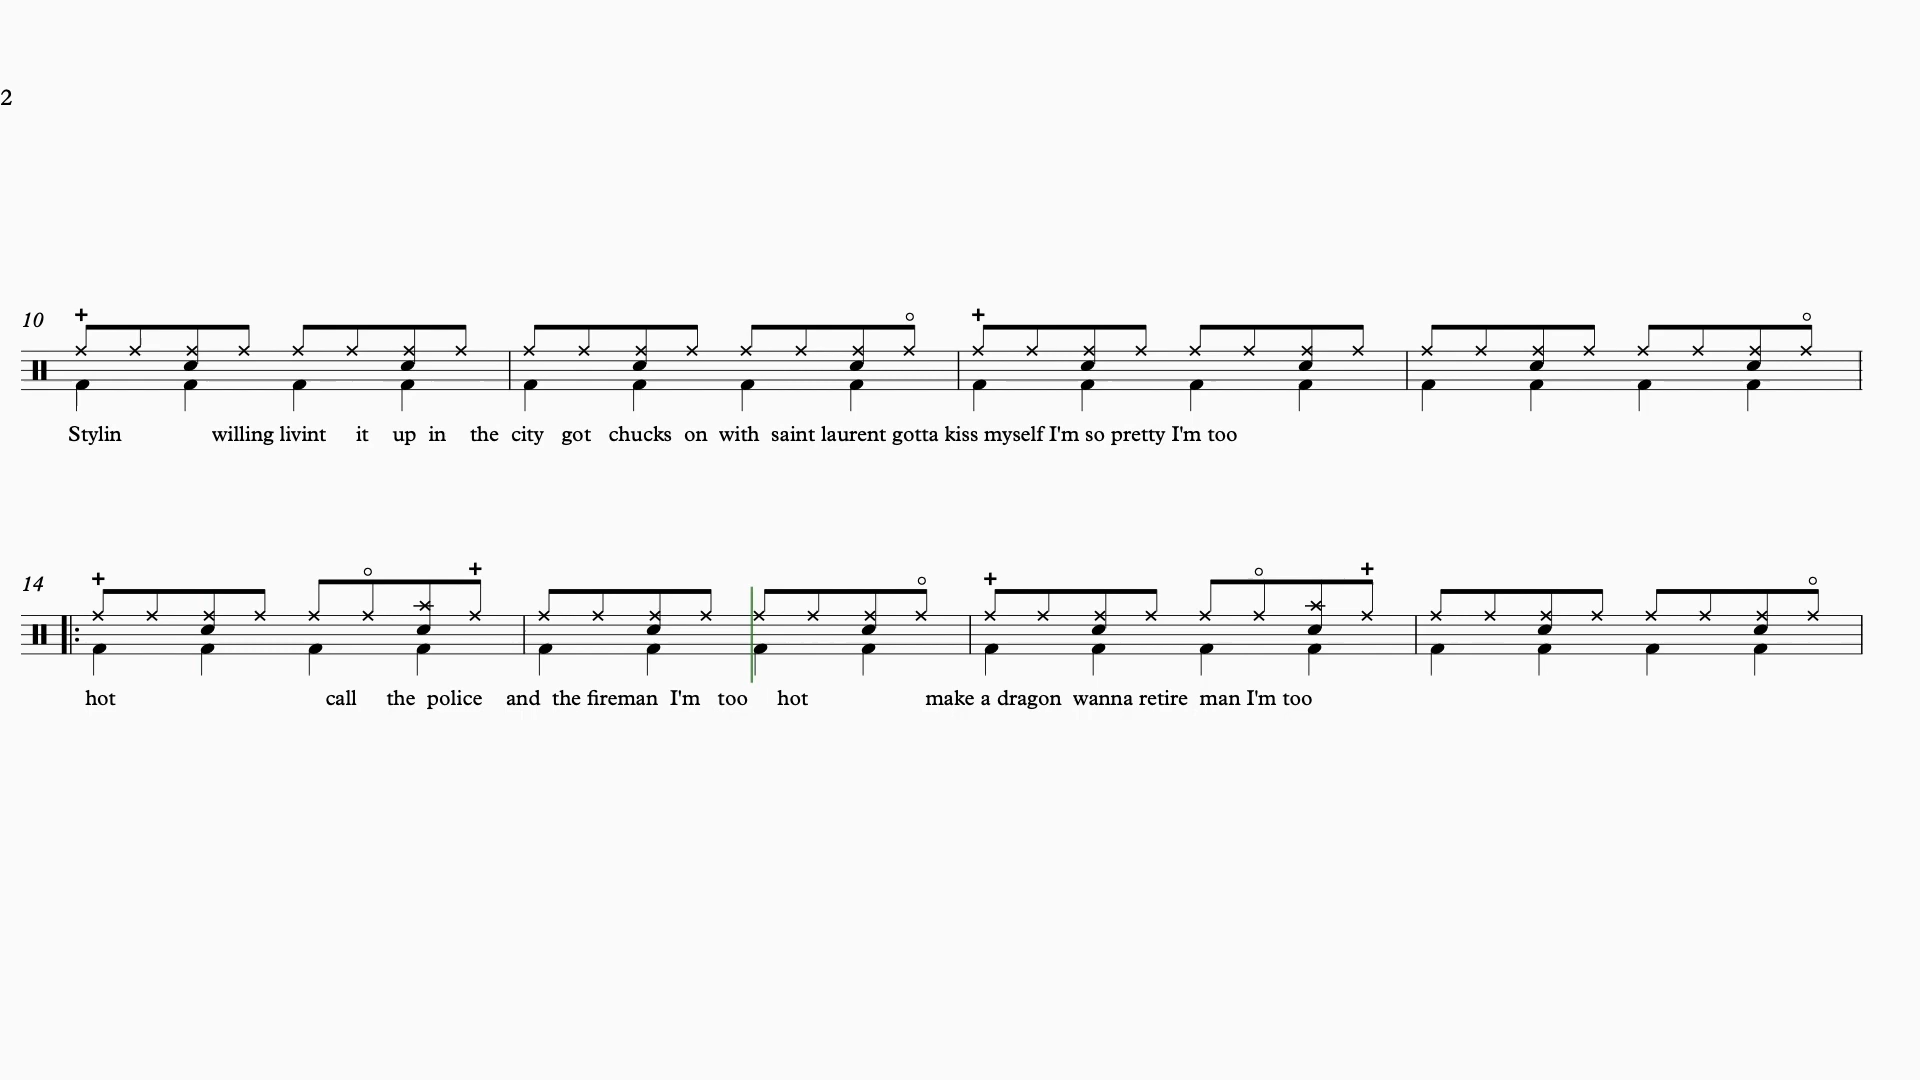 2
10
Stylin willing livint it up in the city got chucks on with saint laurent gotta kiss myself I'm so pretty I'm too
14
hot call the police and the fireman I'm too hot make a dragon wanna retire man I'm too